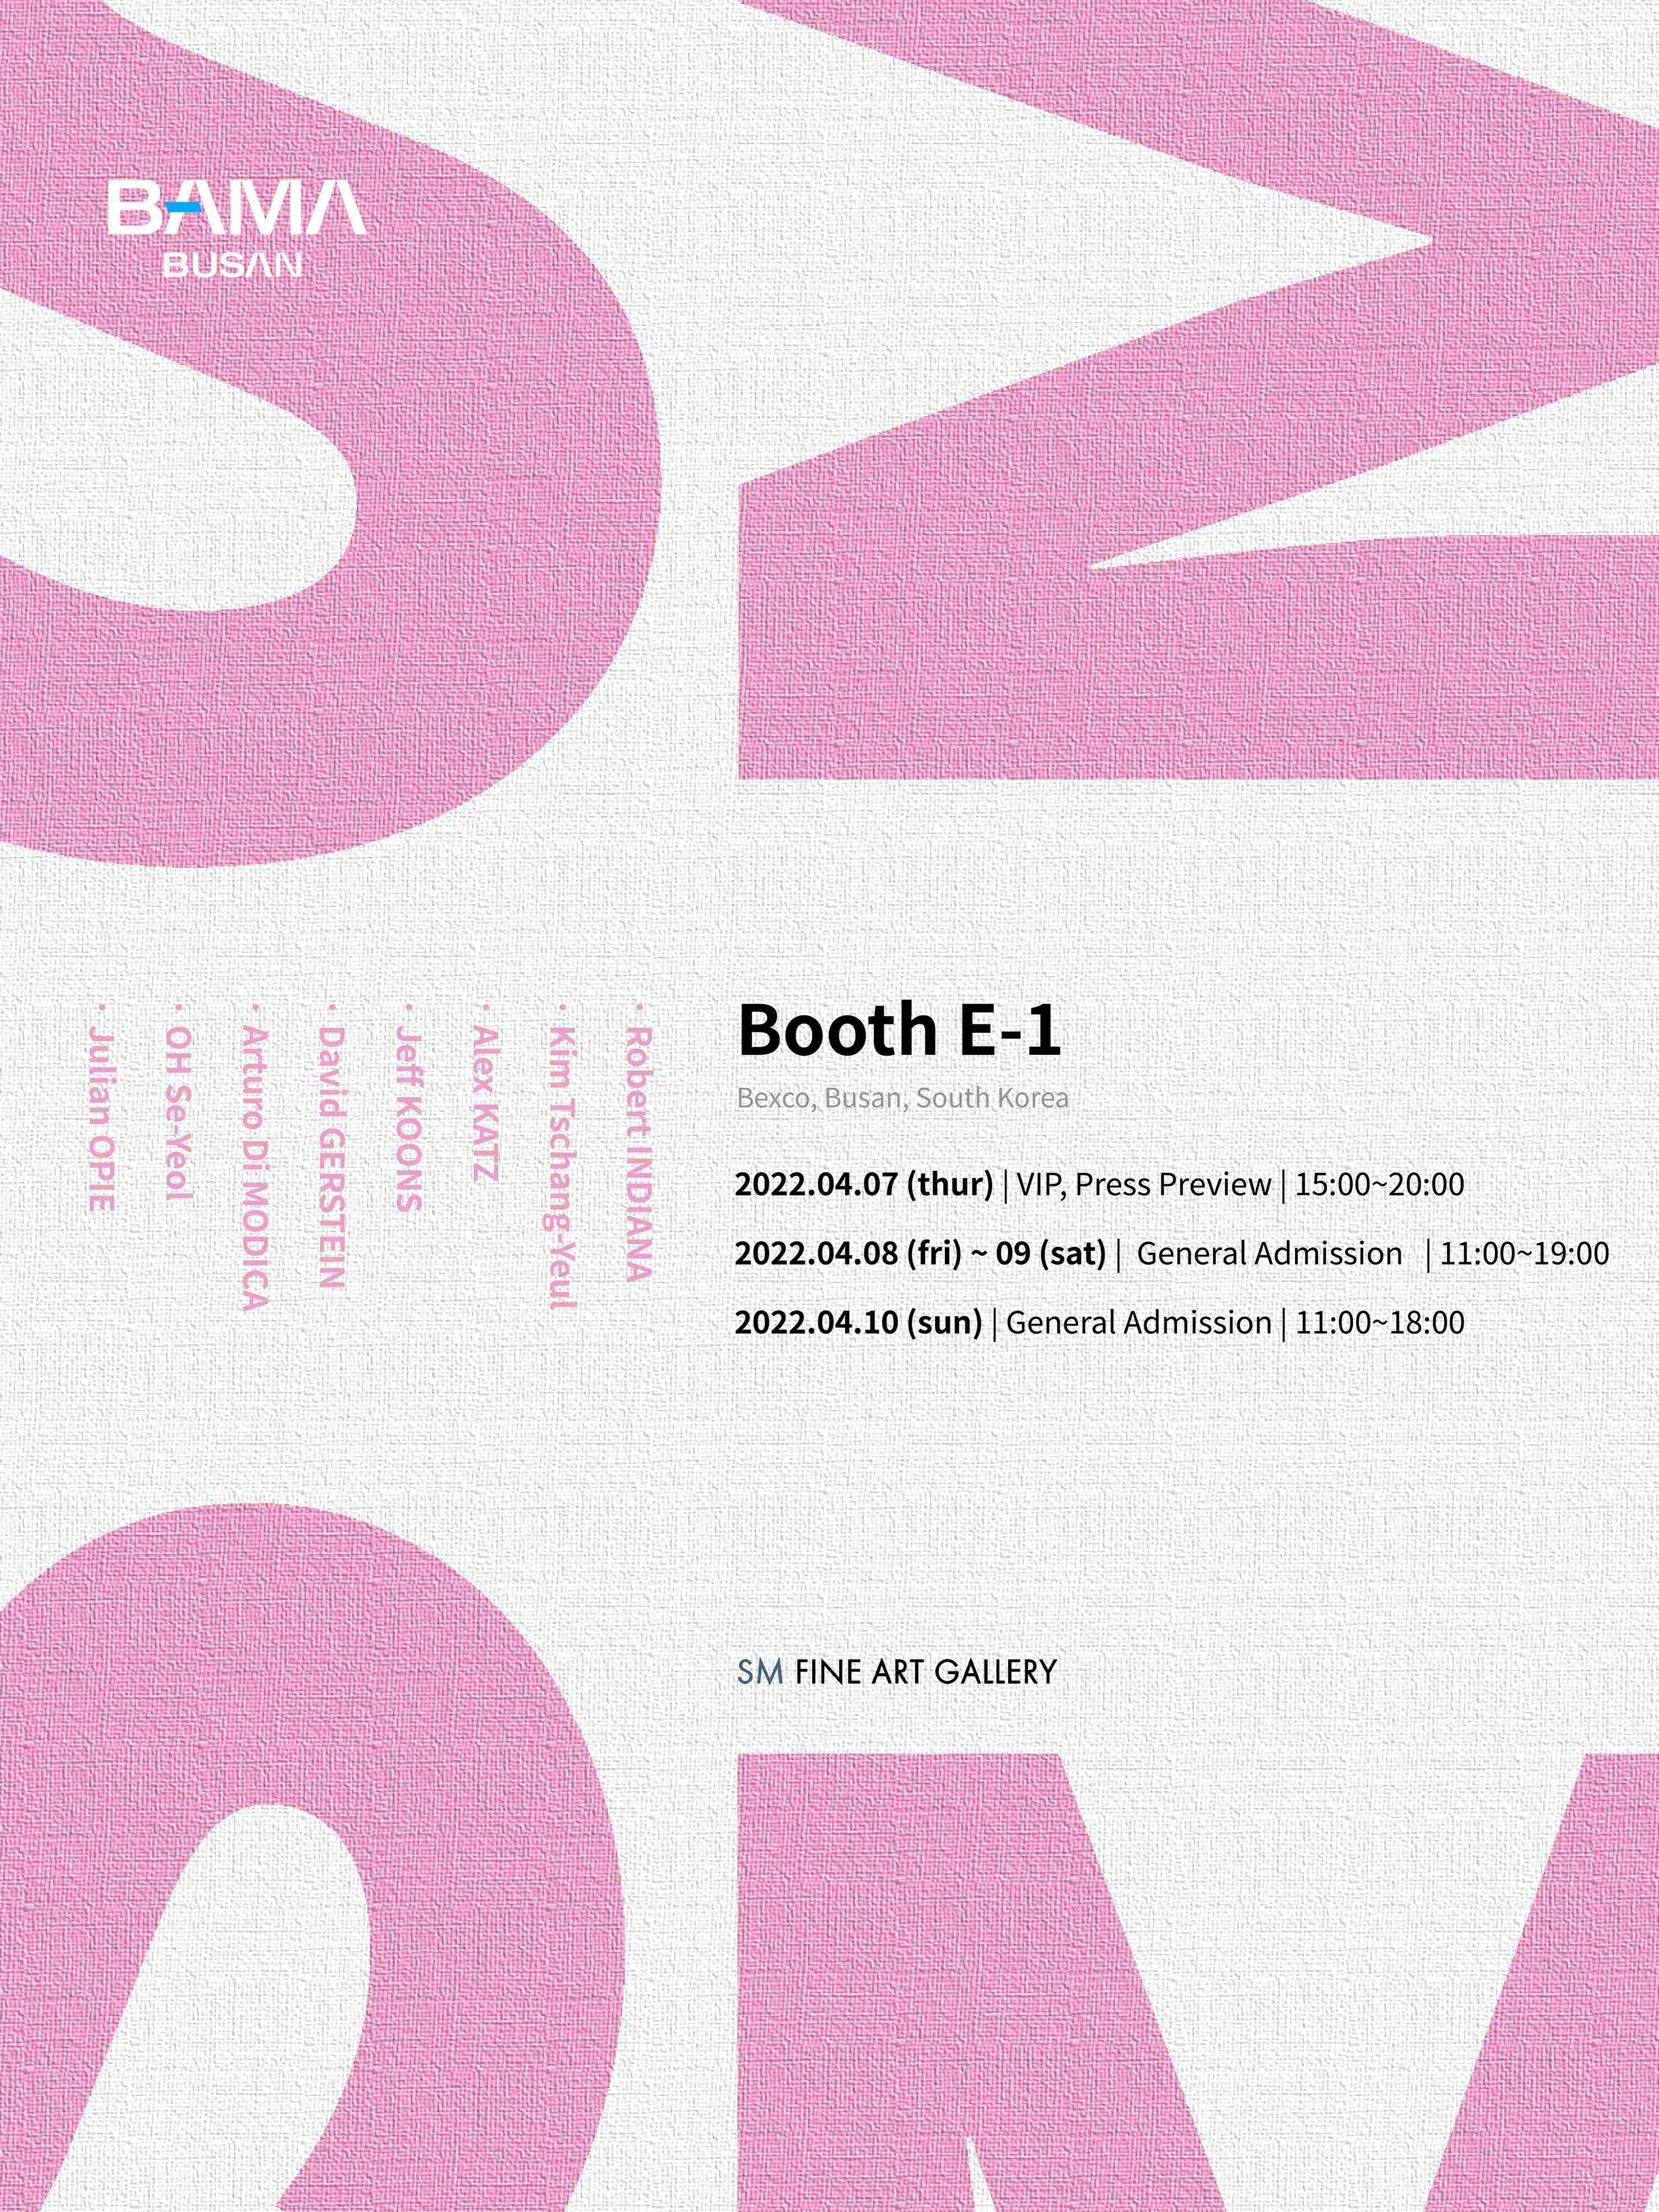 BAMA
BUSAN
· Robert INDIANA
· Kim Tschang-Yeul
· Alex KATZ
· Jeff KOONS
· David GERSTEIN
· Arturo Di MODICA
· OH Se-Yeol
· Julian OPIE
Booth E-1
Bexco, Busan, South Korea
2022.04.07 (thur) | VIP, Press Preview | 15:00~20:00
2022.04.08 (fri) ~ 09 (sat) | General Admission | 11:00~19:00
2022.04.10 (sun) | General Admission | 11:00~18:00
SM FINE ART GALLERY